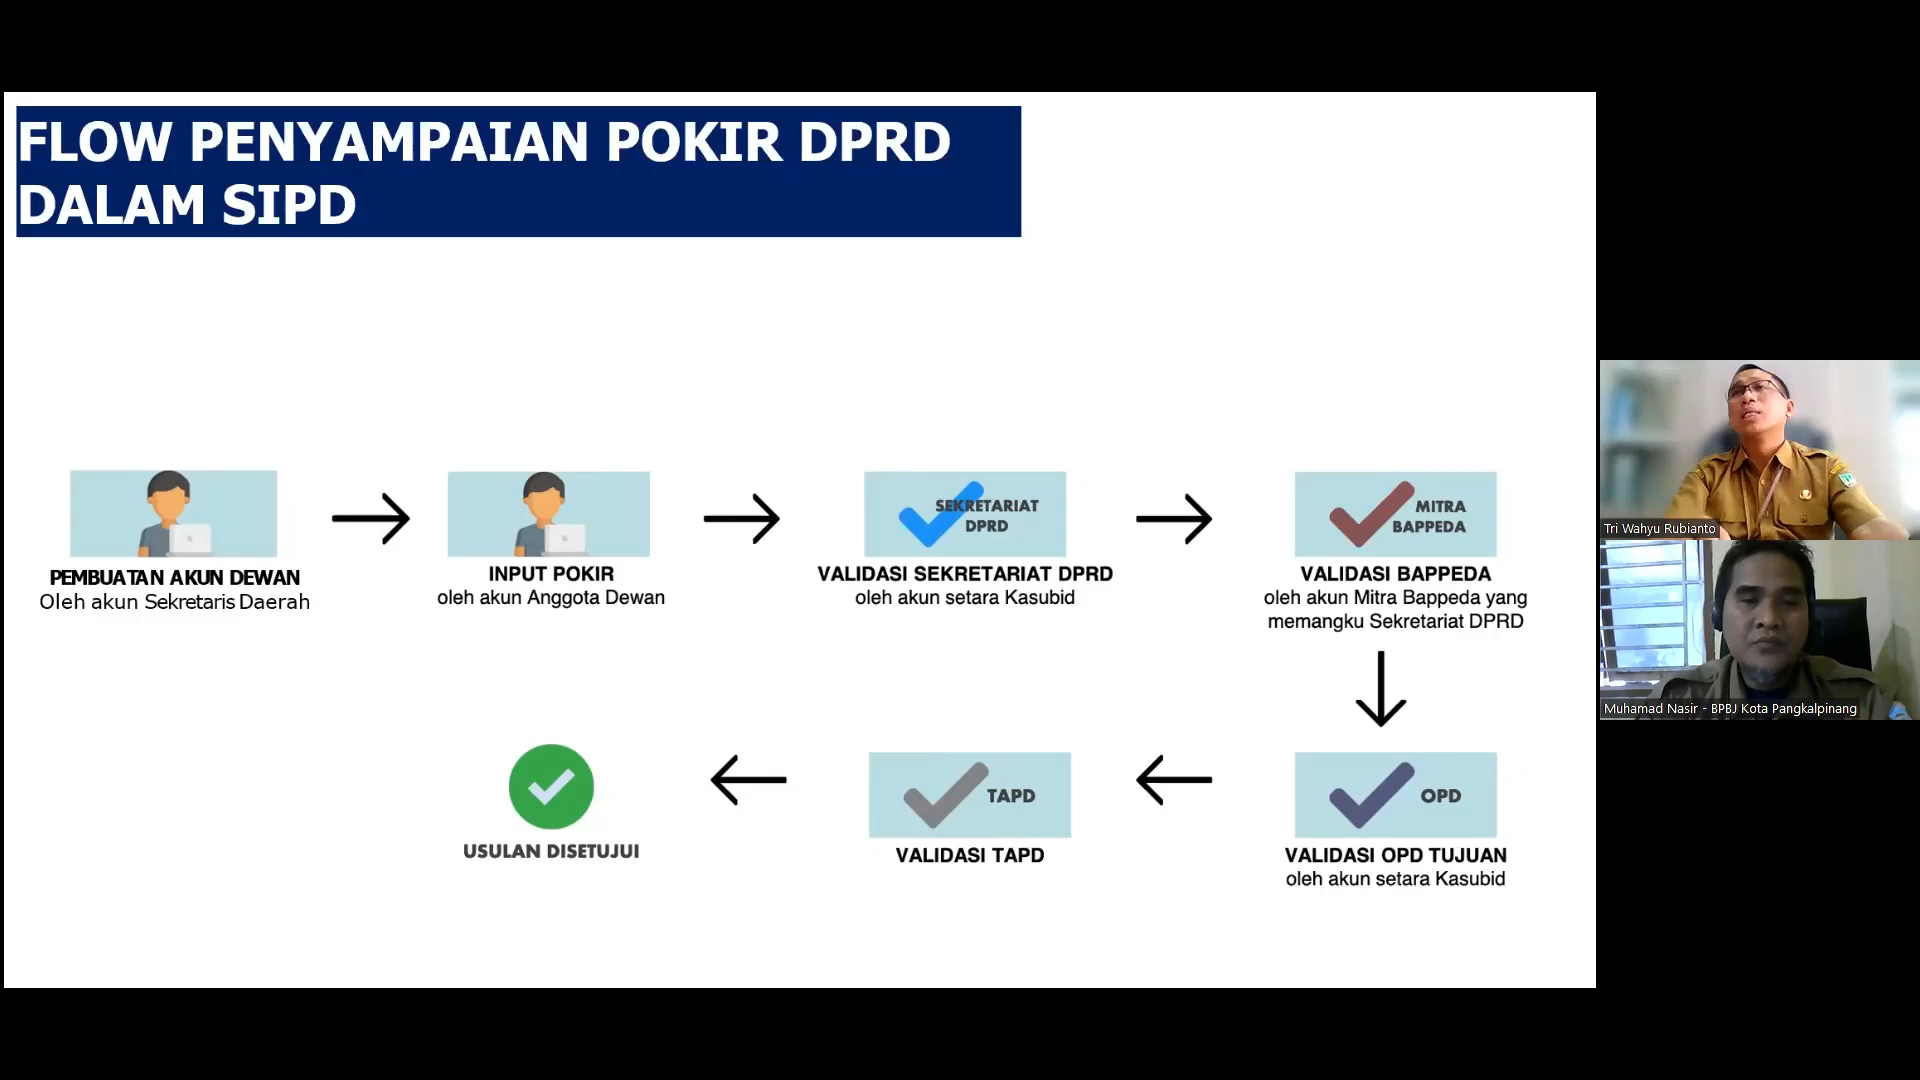 FLOW PENYAMPAIAN POKIR DPRD
DALAM SIPD
PEMBUATAN AKUN DEWAN
Oleh akun Sekretaris Daerah
INPUT POKIR
oleh akun Anggota Dewan
SEKRETARIAT
DPRD
VALIDASI SEKRETARIAT DPRD
oleh akun setara Kasubid
MITRA
BAPPEDA
VALIDASI BAPPEDA
oleh akun Mitra Bappeda yang
memangku Sekretariat DPRD
OPD
VALIDASI OPD TUJUAN
oleh akun setara Kasubid
TAPD
VALIDASI TAPD
USULAN DISETUJUI
Tri Wahyu Rubianto
Muhamad Nasir - BPBJ Kota Pangkalpinang